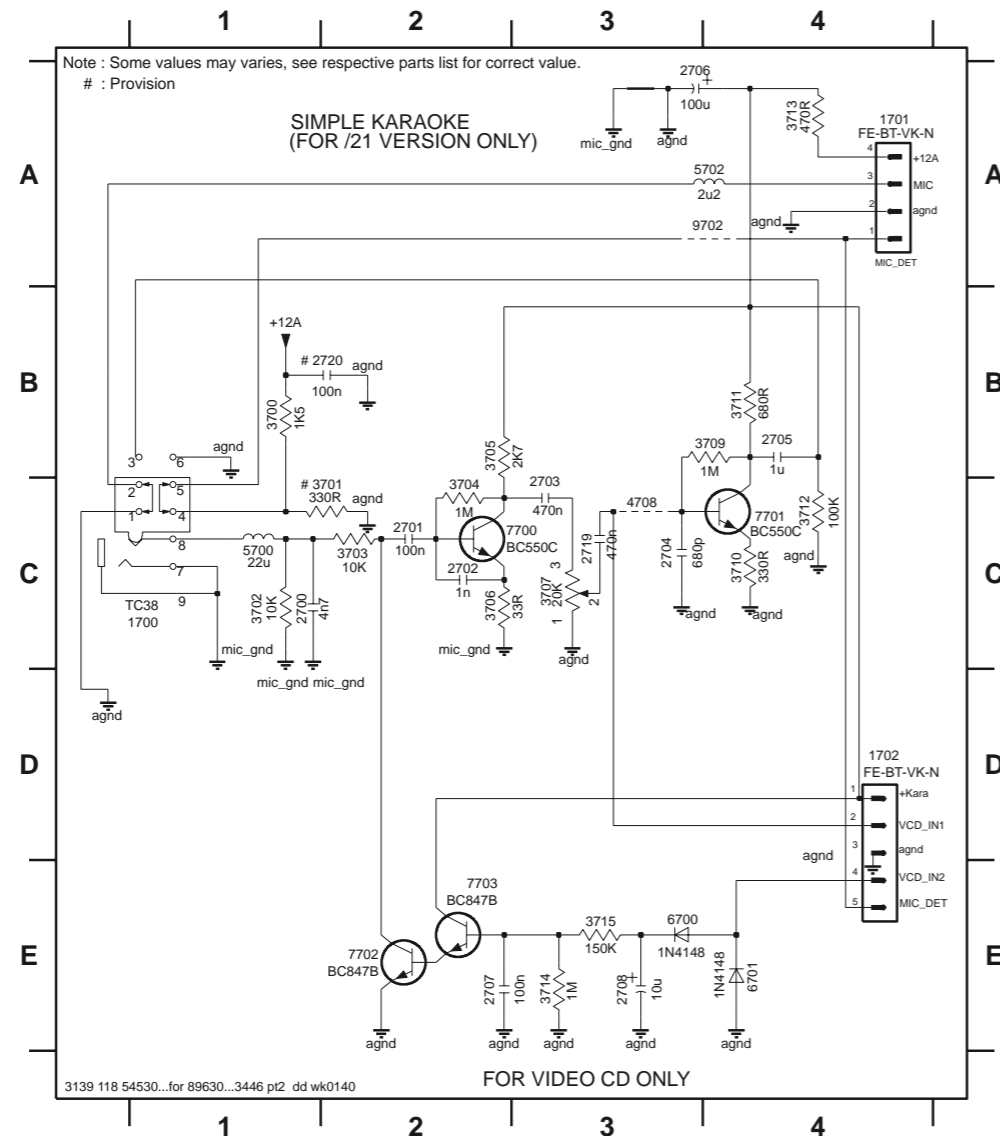 1 2 3 4
Note : Some values may varies, see respective parts list for correct value.
# : Provision
SIMPLE KARAOKE
(FOR /21 VERSION ONLY)
2706
+
100u
mic_gnd
agnd
3713
470R
1701
FE-BT-VK-N
4
+12A
3
MIC
2
agnd
1
MIC_DET
A
A
5702
2u2
agnd
9702
+12A
# 2720
agnd
100n
B
B
3700
1K5
3711
680R
3705
2K7
3709
1M
2705
1u
agnd
3 6
2 5
1 4
8
7
9
TC38
1700
# 3701
330R
agnd
3704
1M
2703
470n
4708
7700
BC550C
7701
BC550C
3712
100K
agnd
2701
100n
3703
10K
5700
22u
2702
1n
2719
470n
2704
680p
3710
330R
C
C
3702
10K
2700
4n7
3706
33R
3707
20K
3
2
1
agnd
agnd
agnd
mic_gnd
mic_gnd
mic_gnd mic_gnd
agnd
D
D
1702
FE-BT-VK-N
1
+Kara
2
VCD_IN1
3
agnd
agnd
4
VCD_IN2
5
MIC_DET
7703
BC847B
7702
BC847B
3715
150K
6700
1N4148
1N4148
6701
E
E
2707
100n
3714
1M
2708
+
10u
agnd
agnd
agnd
agnd
agnd
FOR VIDEO CD ONLY
3139 118 54530...for 89630...3446 pt2 dd wk0140
1 2 3 4